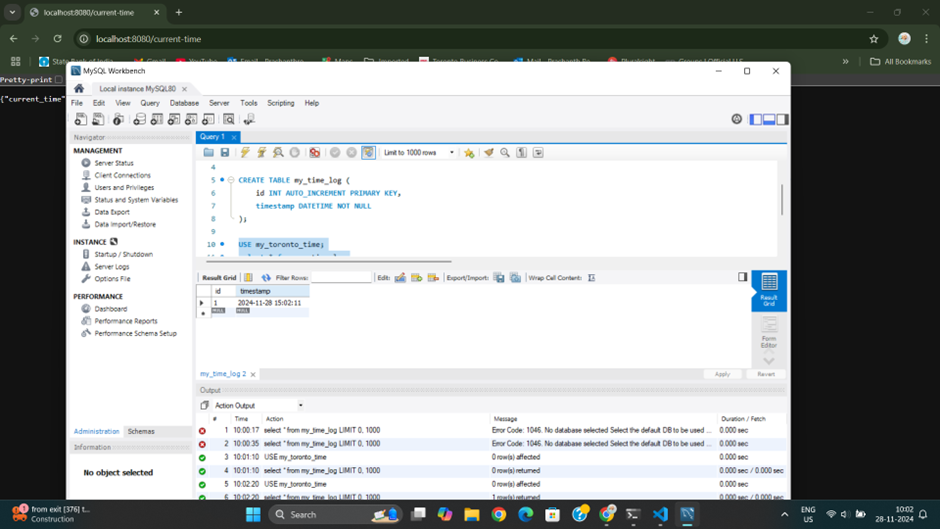 localhost:8080/current-time
localhost:8080/current-time
All Bookmarks
Pretty-print
{"current_time"
MySQL Workbench
Local instance MySQL80
File Edit View Query Database Server Tools Scripting Help
Navigator
MANAGEMENT
Server Status
Client Connections
Users and Privileges
Status and System Variables
Data Export
Data Import/Restore
INSTANCE
Startup / Shutdown
Server Logs
Options File
PERFORMANCE
Dashboard
Performance Reports
Performance Schema Setup
Administration Schemas
Information
No object selected
Query 1
Limit to 1000 rows
4
5 CREATE TABLE my_time_log (
6 id INT AUTO_INCREMENT PRIMARY KEY,
7 timestamp DATETIME NOT NULL
8 );
9
10 USE my_toronto_time;
Result Grid Filter Rows: Edit: Export/Import: Wrap Cell Content:
id timestamp
1 2024-11-28 15:02:11
NULL NULL
Result Grid
Form Editor
my_time_log 2
Apply Revert
Output
Action Output
# Time Action Message Duration / Fetch
1 10:00:17 select * from my_time_log LIMIT 0, 1000 Error Code: 1046. No database selected Select the default DB to be used ... 0.000 sec
2 10:00:35 select * from my_time_log LIMIT 0, 1000 Error Code: 1046. No database selected Select the default DB to be used ... 0.000 sec
3 10:01:10 USE my_toronto_time 0 row(s) affected 0.000 sec
4 10:01:10 select * from my_time_log LIMIT 0, 1000 0 row(s) returned 0.000 sec / 0.000 sec
5 10:02:20 USE my_toronto_time 0 row(s) affected 0.000 sec
6 10:02:20 select * from my_time_log LIMIT 0, 1000 1 row(s) returned 0.000 sec / 0.000 sec
from exit [376] t...
Construction
Search
ENG
US
10:02
28-11-2024